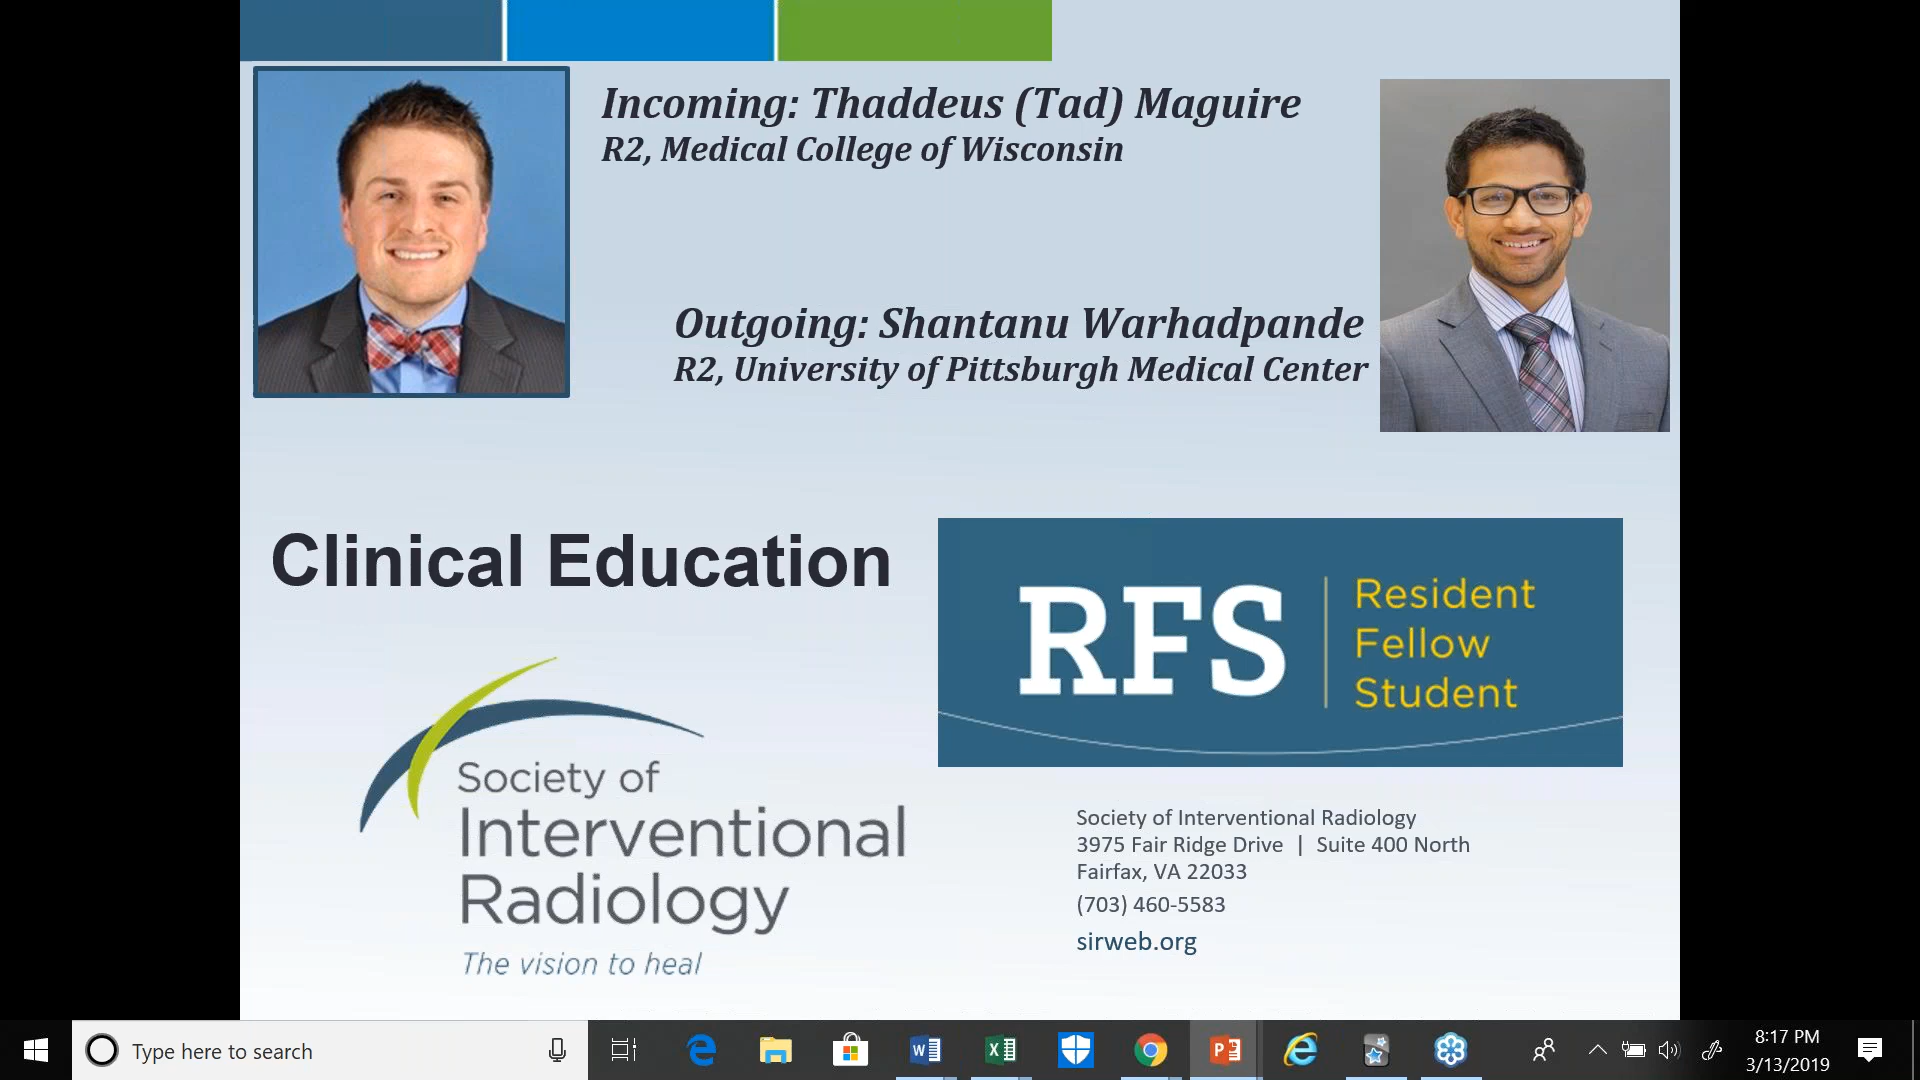 Incoming: Thaddeus (Tad) Maguire
R2, Medical College of Wisconsin
Outgoing: Shantanu Warhadpande
R2, University of Pittsburgh Medical Center
Clinical Education
RFS
Resident
Fellow
Student
Society of
Interventional
Radiology
The vision to heal
Society of Interventional Radiology
3975 Fair Ridge Drive | Suite 400 North
Fairfax, VA 22033
(703) 460-5583
sirweb.org
Type here to search
8:17 PM
3/13/2019